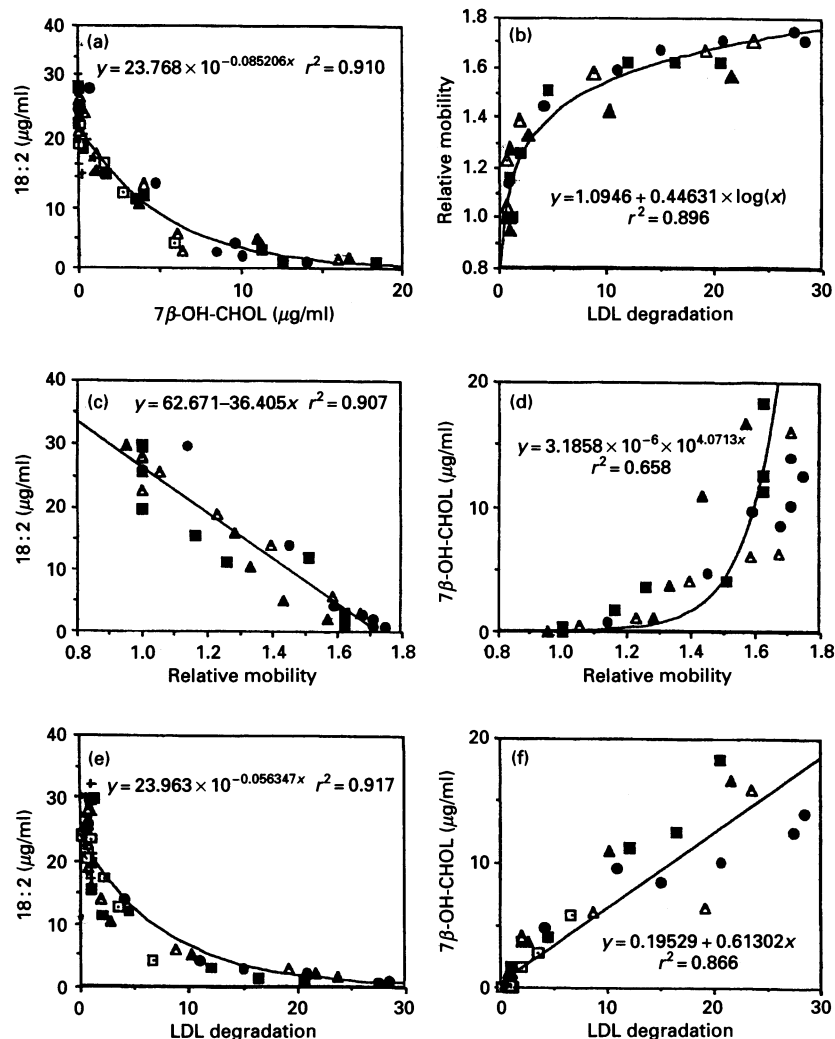 (a)
y = 23.768 × 10^−0.085206x r² = 0.910
40
30
20
10
0
18:2 (μg/ml)
0 10 20
7β-OH-CHOL (μg/ml)
(b)
1.8
1.6
1.4
1.2
1.0
0.8
Relative mobility
y = 1.0946 + 0.44631 × log(x)
r² = 0.896
0 10 20 30
LDL degradation
(c)
y = 62.671–36.405x r² = 0.907
40
30
20
10
0
18:2 (μg/ml)
0.8 1.0 1.2 1.4 1.6 1.8
Relative mobility
(d)
20
10
0
7β-OH-CHOL (μg/ml)
y = 3.1858 × 10^−6 × 10^4.0713x
r² = 0.658
0.8 1.0 1.2 1.4 1.6 1.8
Relative mobility
(e)
y = 23.963 × 10^−0.056347x r² = 0.917
40
30
20
10
0
18:2 (μg/ml)
0 10 20 30
LDL degradation
(f)
20
10
0
7β-OH-CHOL (μg/ml)
y = 0.19529 + 0.61302x
r² = 0.866
0 10 20 30
LDL degradation